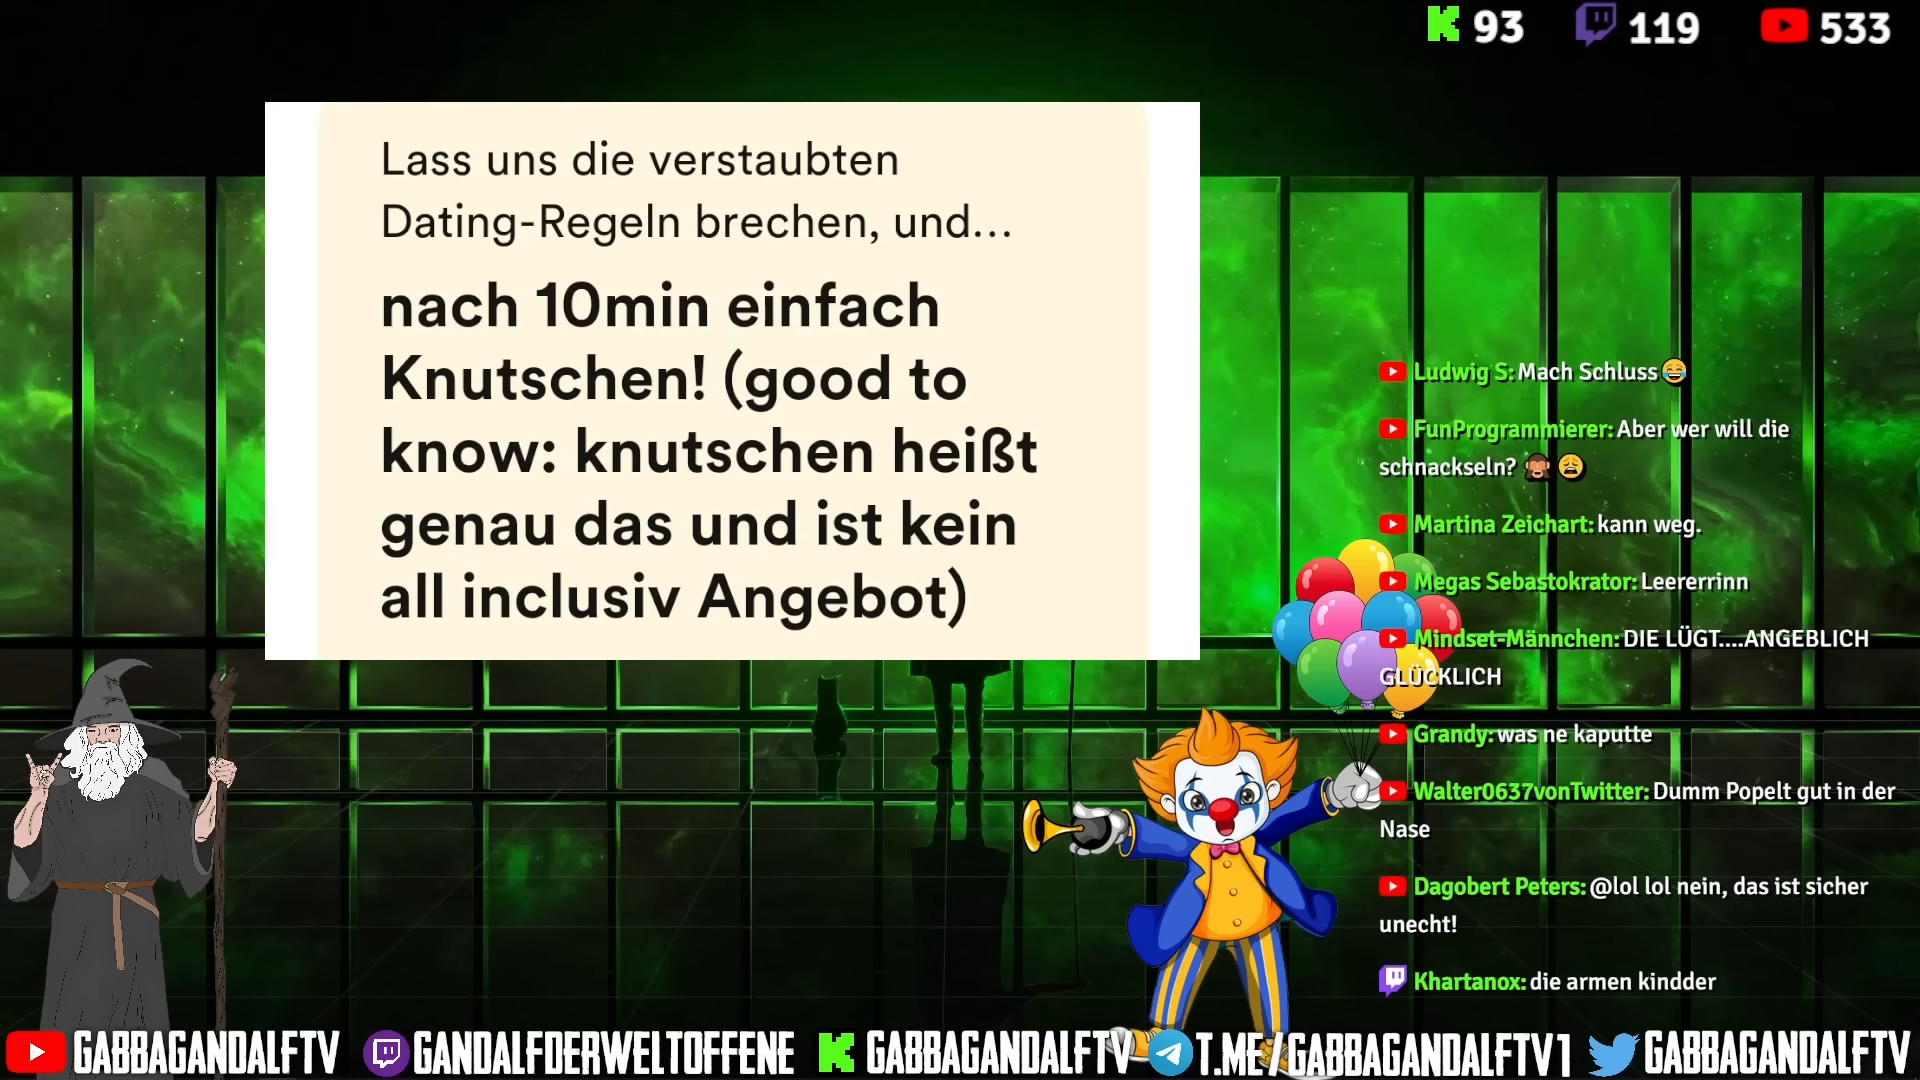 93 119 533
Lass uns die verstaubten
Dating-Regeln brechen, und...
nach 10min einfach
Knutschen! (good to
know: knutschen heißt
genau das und ist kein
all inclusiv Angebot)
Ludwig S: Mach Schluss😂
FunProgrammierer: Aber wer will die
schnackseln? 🙈 😩
Martina Zeichart: kann weg.
Megas Sebastokrator: Leererrinn
Mindset-Männchen: DIE LÜGT....ANGEBLICH
GLÜCKLICH
Grandy: was ne kaputte
Walter0637vonTwitter: Dumm Popelt gut in der
Nase
Dagobert Peters: @lol lol nein, das ist sicher
unecht!
Khartanox: die armen kindder
GABBAGANDALFTV GANDALFDERWELTOFFENE GABBAGANDALFTV T.ME/GABBAGANDALFTV1 GABBAGANDALFTV